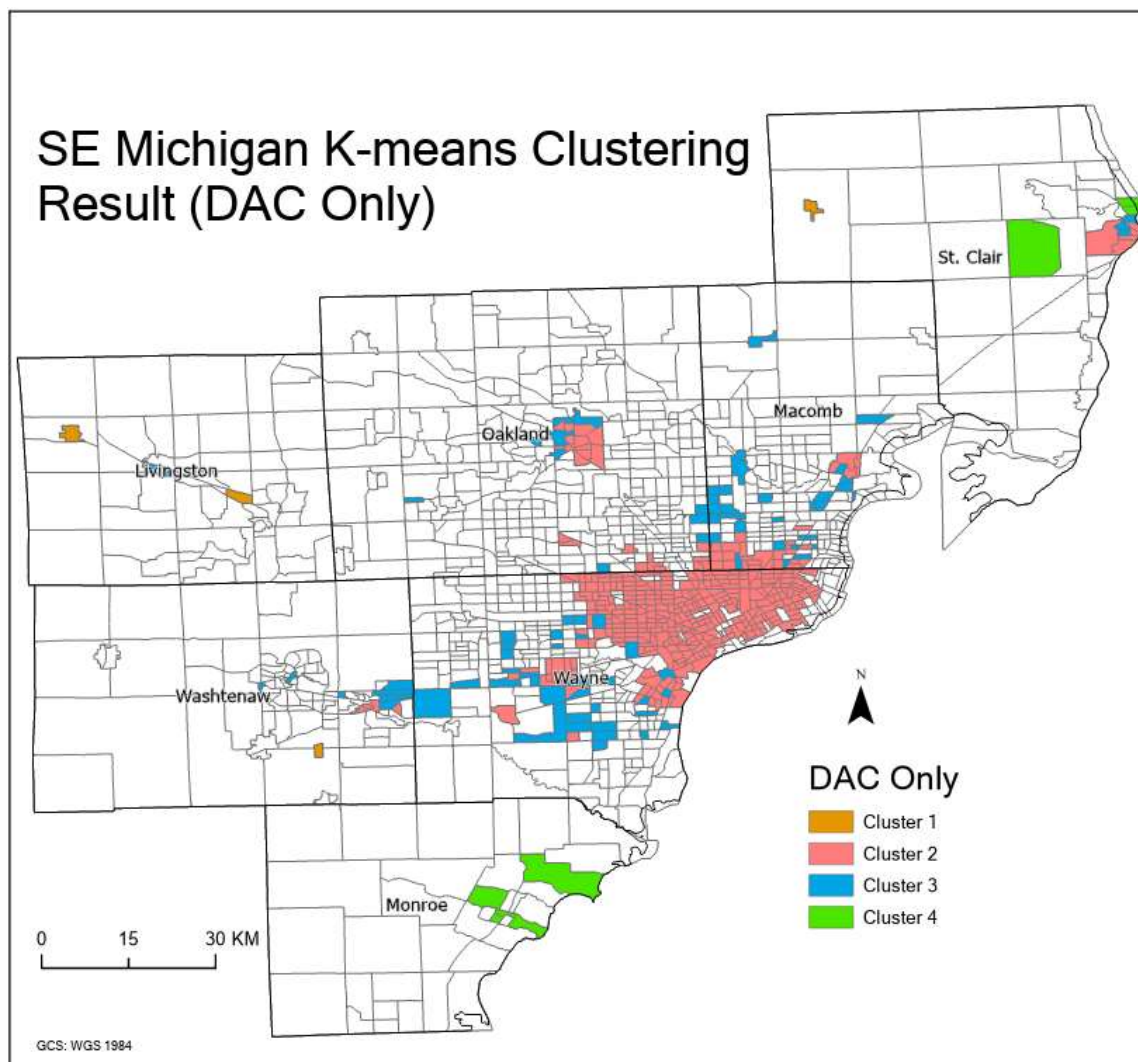 SE Michigan K-means Clustering
Result (DAC Only)
St. Clair
Macomb
Oakland
Livingston
Wayne
Washtenaw
N
DAC Only
Cluster 1
Cluster 2
Cluster 3
Cluster 4
Monroe
0 15 30 KM
GCS: WGS 1984